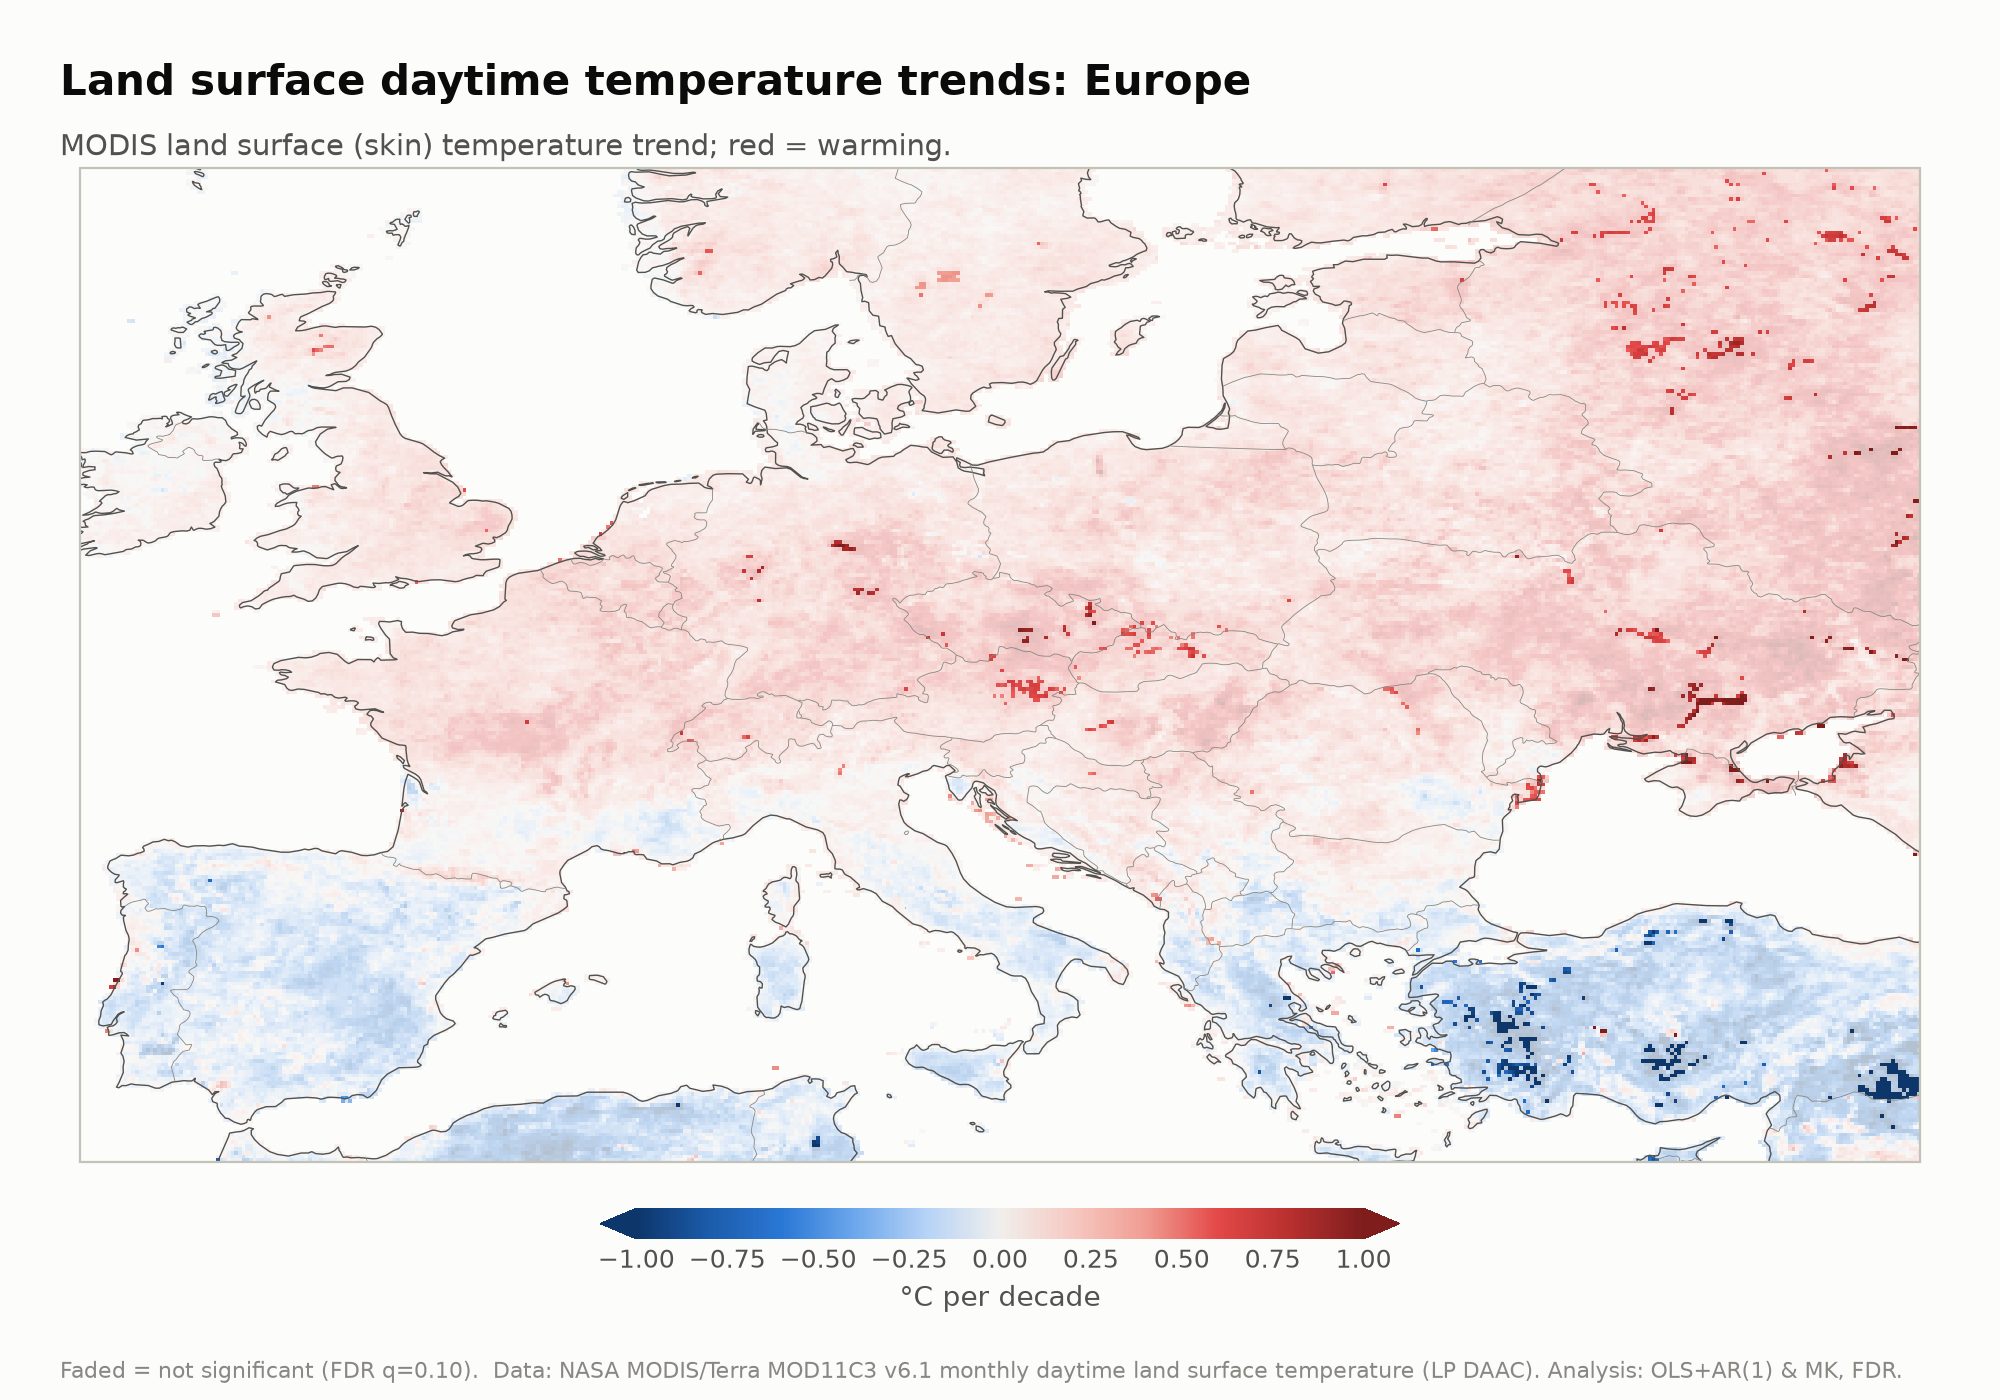 Land surface daytime temperature trends: Europe
MODIS land surface (skin) temperature trend; red = warming.
−1.00 −0.75 −0.50 −0.25 0.00 0.25 0.50 0.75 1.00
°C per decade
Faded = not significant (FDR q=0.10).  Data: NASA MODIS/Terra MOD11C3 v6.1 monthly daytime land surface temperature (LP DAAC). Analysis: OLS+AR(1) & MK, FDR.